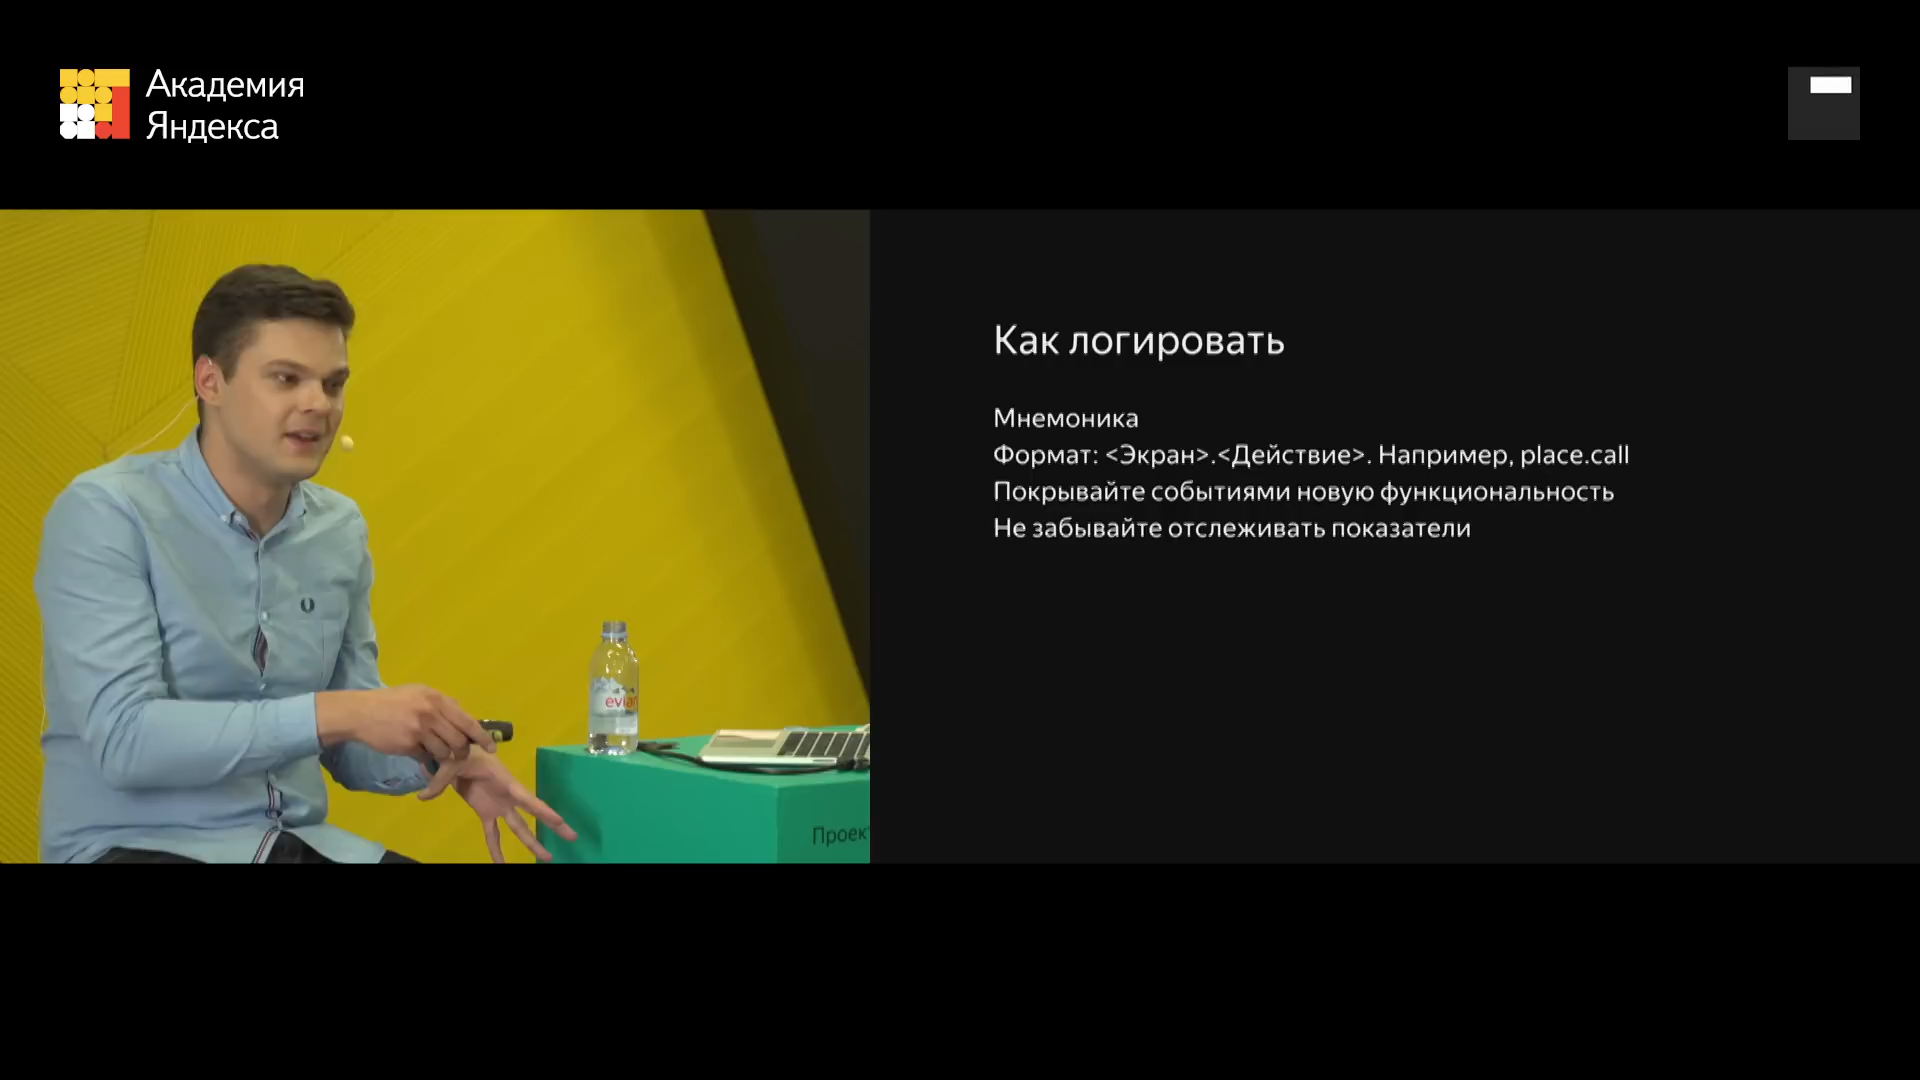 Академия
Яндекса
Как логировать
Мнемоника
Формат: <Экран>.<Действие>. Например, place.call
Покрывайте событиями новую функциональность
Не забывайте отслеживать показатели
evian
Проект